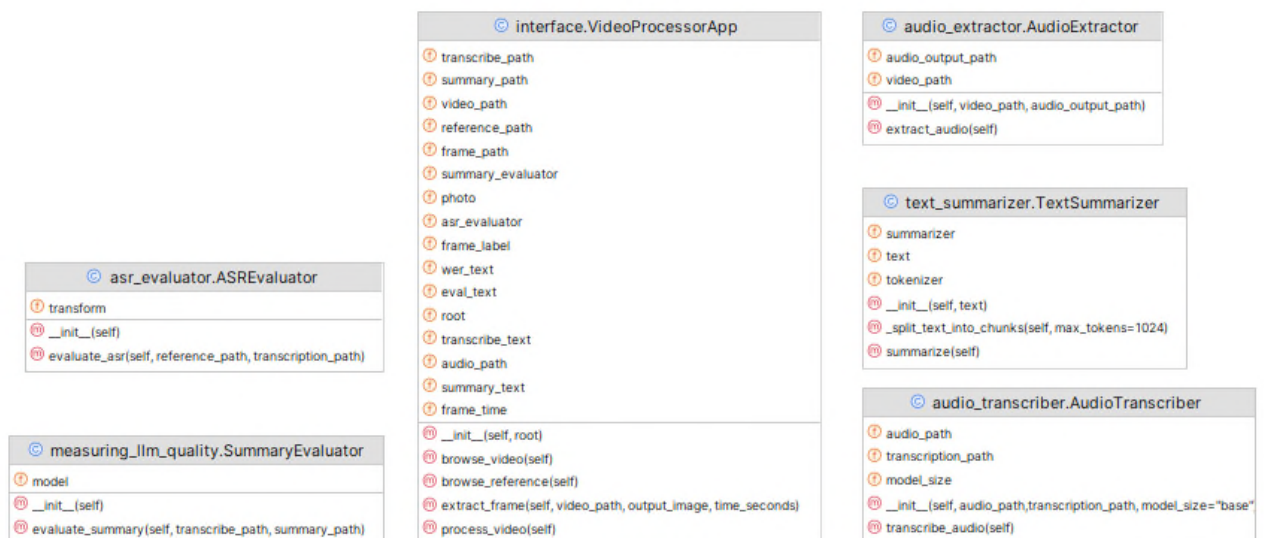 interface.VideoProcessorApp
transcribe_path
summary_path
video_path
reference_path
frame_path
summary_evaluator
photo
asr_evaluator
frame_label
wer_text
eval_text
root
transcribe_text
audio_path
summary_text
frame_time
__init__(self, root)
browse_video(self)
browse_reference(self)
extract_frame(self, video_path, output_image, time_seconds)
process_video(self)
audio_extractor.AudioExtractor
audio_output_path
video_path
__init__(self, video_path, audio_output_path)
extract_audio(self)
text_summarizer.TextSummarizer
summarizer
text
tokenizer
__init__(self, text)
_split_text_into_chunks(self, max_tokens=1024)
summarize(self)
audio_transcriber.AudioTranscriber
audio_path
transcription_path
model_size
__init__(self, audio_path,transcription_path, model_size="base"
transcribe_audio(self)
asr_evaluator.ASREvaluator
transform
__init__(self)
evaluate_asr(self, reference_path, transcription_path)
measuring_llm_quality.SummaryEvaluator
model
__init__(self)
evaluate_summary(self, transcribe_path, summary_path)